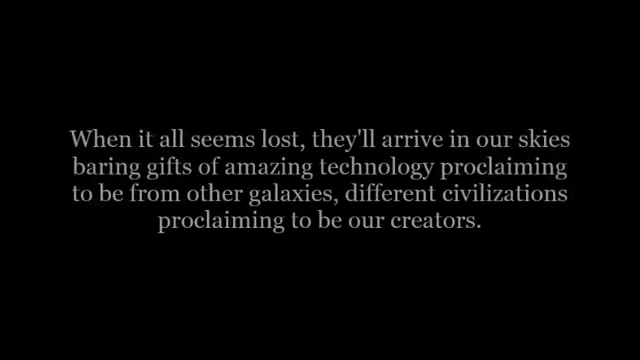 When it all seems lost, they'll arrive in our skies
baring gifts of amazing technology proclaiming
to be from other galaxies, different civilizations
proclaiming to be our creators.